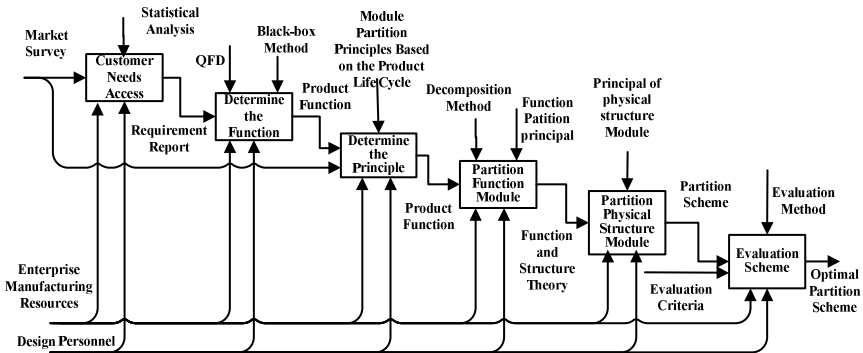 Market
Survey
Statistical
Analysis
Customer
Needs
Access
QFD
Black-box
Method
Requirement
Report
Determine
the
Function
Product
Function
Module
Partition
Principles Based
on the Product
Life Cycle
Determine
the
Principle
Product
Function
Decomposition
Method
Function
Patition
principal
Partition
Function
Module
Function
and
Structure
Theory
Principal of
physical
structure
Module
Partition
Physical
Structure
Module
Partition
Scheme
Evaluation
Criteria
Evaluation
Method
Evaluation
Scheme
Optimal
Partition
Scheme
Enterprise
Manufacturing
Resources
Design Personnel